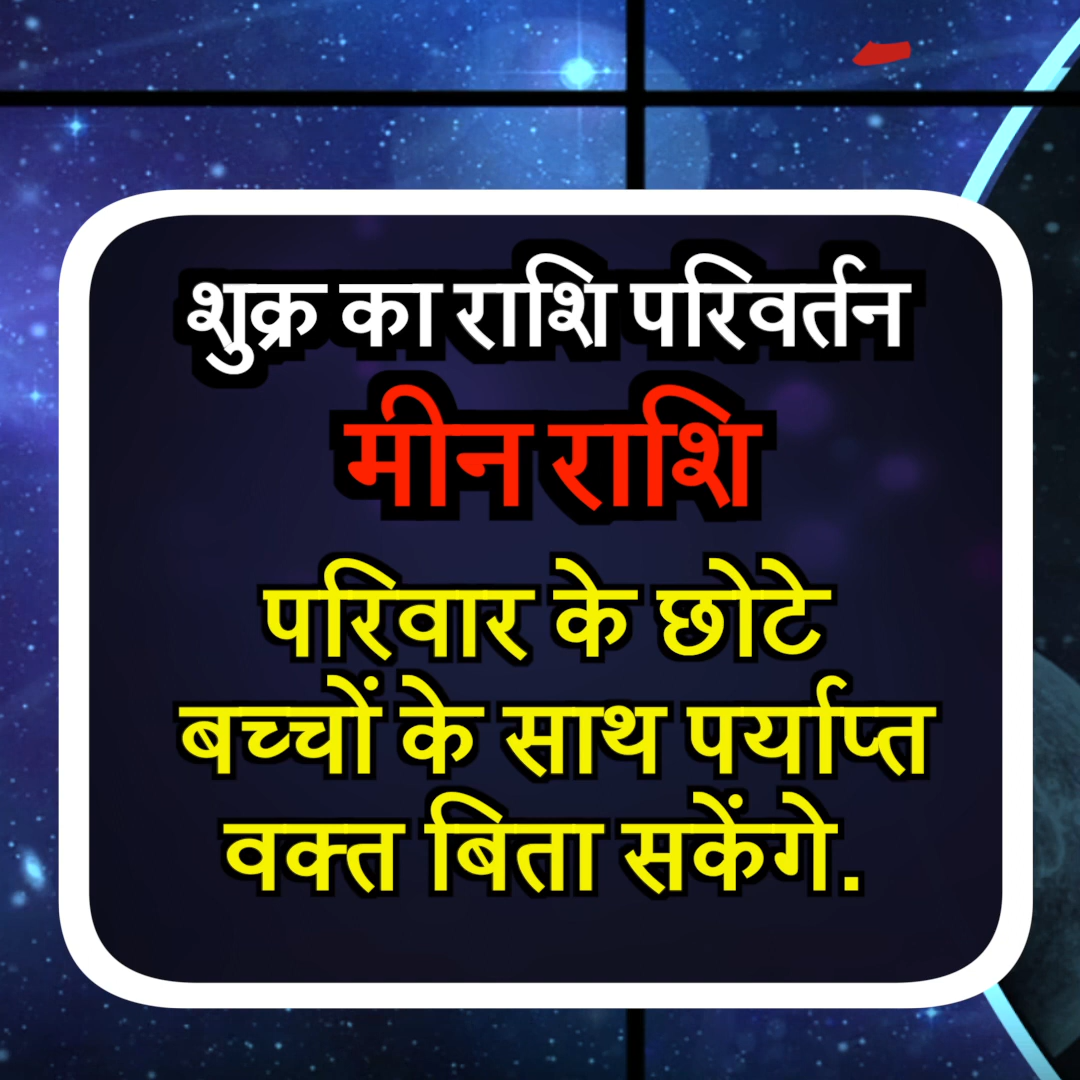 शुक्र का राशि परिवर्तन
मीन राशि
परिवार के छोटे
बच्चों के साथ पर्याप्त
वक्त बिता सकेंगे.